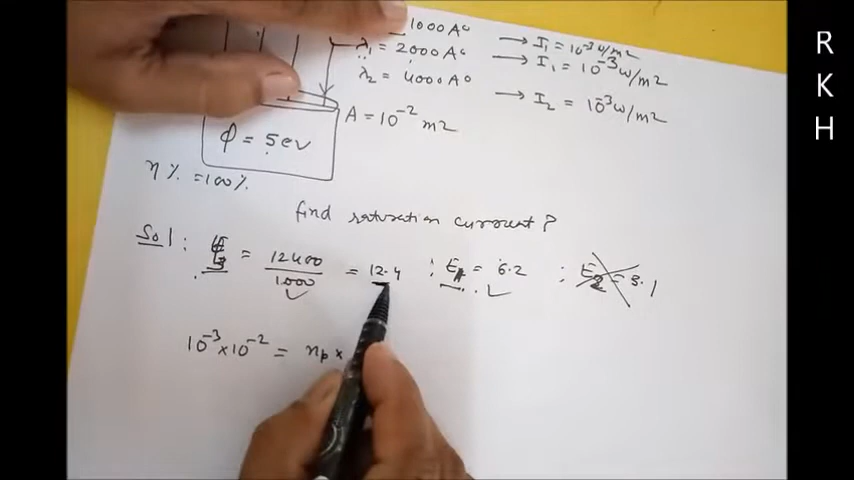 1000 A° → I₁ = 10⁻³ w/m²
λ₁ = 2000 A° → I₁ = 10⁻³ w/m²
λ₂ = 4000 A° → I₂ = 10⁻³ w/m²
A = 10⁻² m²
φ = 5 ev
η % = 100 %
find saturation current?
Sol: = 12400 / 1000 = 12.4 ; E = 6.2 ; E₂ = 3.1
10⁻³ × 10⁻² = nₚ ×
R
K
H